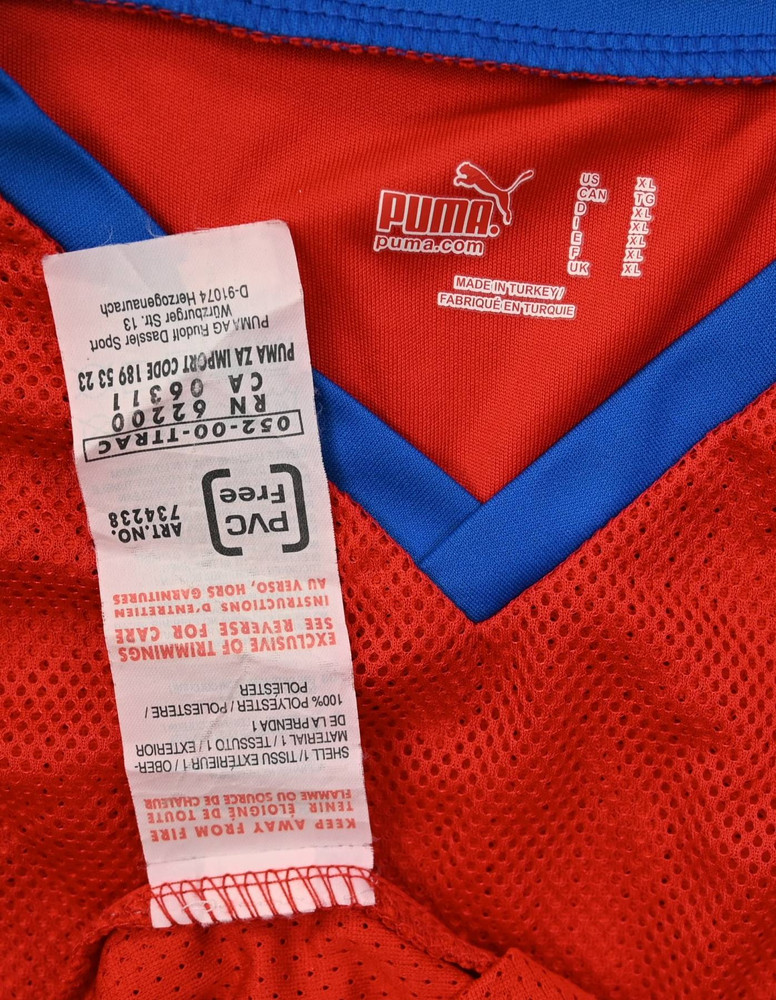 PUMA.
puma.com
MADE IN TURKEY/
FABRIQUÉ EN TURQUIE
US XL
CAN TG
D XL
I XL
E XL
F XL
UK XL
KEEP AWAY FROM FIRE
TENIR ÉLOIGNÉ DE TOUTE
FLAMME OU SOURCE DE CHALEUR
SHELL 1/ TISSU EXTÉRIEUR 1 / OBER-
MATERIAL 1 / TESSUTO 1 / EXTERIOR
DE LA PRENDA 1
100% POLYESTER / POLIESTERE /
POLIÉSTER
EXCLUSIVE OF TRIMMINGS
SEE REVERSE FOR CARE
INSTRUCTIONS D'ENTRETIEN
AU VERSO, HORS GARNITURES
PVC
Free
ART.NO.
734238
052-00-TTRAC
RN 62200
CA 06311
PUMA ZA IMPORT CODE 189 53 23
PUMA AG Rudolf Dassler Sport
Würzburger Str. 13
D-91074 Herzogenaurach